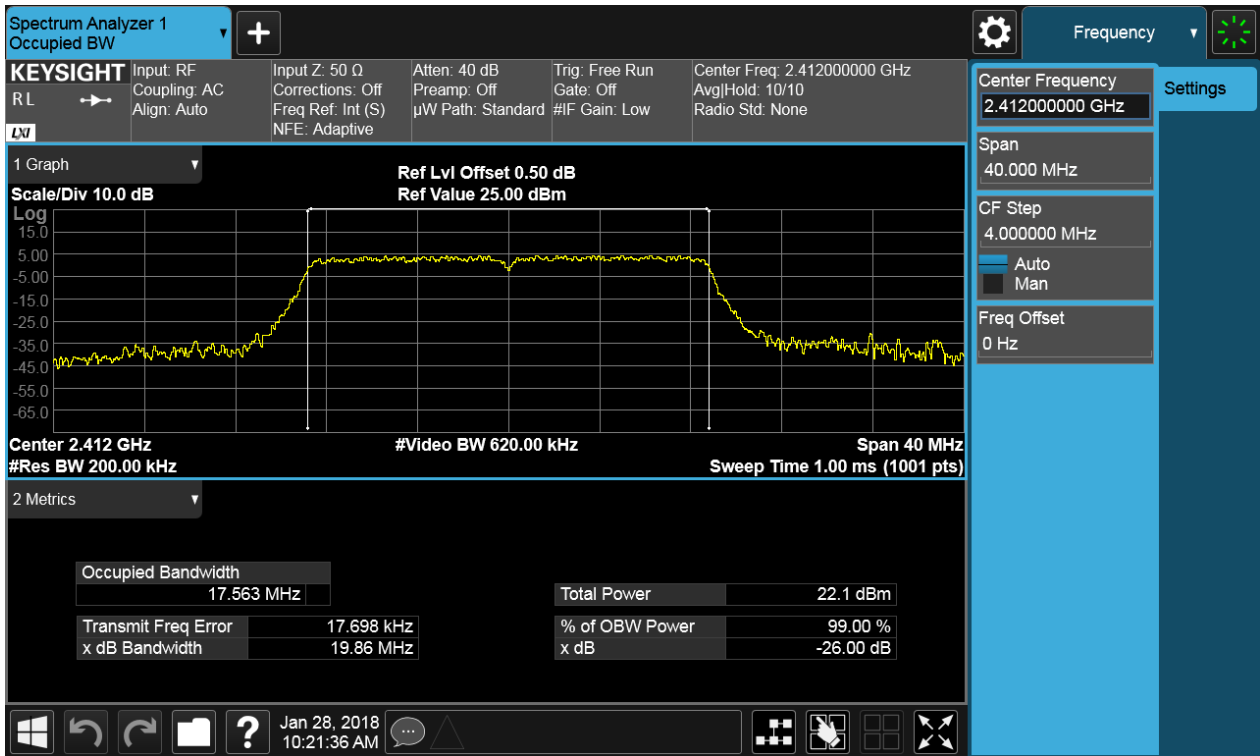 Spectrum Analyzer 1
Occupied BW
+
Frequency
KEYSIGHT
R L
LXI
Input: RF
Coupling: AC
Align: Auto
Input Z: 50 Ω
Corrections: Off
Freq Ref: Int (S)
NFE: Adaptive
Atten: 40 dB
Preamp: Off
µW Path: Standard
Trig: Free Run
Gate: Off
#IF Gain: Low
Center Freq: 2.412000000 GHz
Avg|Hold: 10/10
Radio Std: None
Center Frequency
2.412000000 GHz
Settings
Span
40.000 MHz
CF Step
4.000000 MHz
Auto
Man
Freq Offset
0 Hz
1 Graph
Scale/Div 10.0 dB
Ref Lvl Offset 0.50 dB
Ref Value 25.00 dBm
Log
15.0
5.00
-5.00
-15.0
-25.0
-35.0
-45.0
-55.0
-65.0
Center 2.412 GHz
#Video BW 620.00 kHz
Span 40 MHz
#Res BW 200.00 kHz
Sweep Time 1.00 ms (1001 pts)
2 Metrics
Occupied Bandwidth
17.563 MHz
Total Power 22.1 dBm
Transmit Freq Error 17.698 kHz
% of OBW Power 99.00 %
x dB Bandwidth 19.86 MHz
x dB -26.00 dB
?
Jan 28, 2018
10:21:36 AM